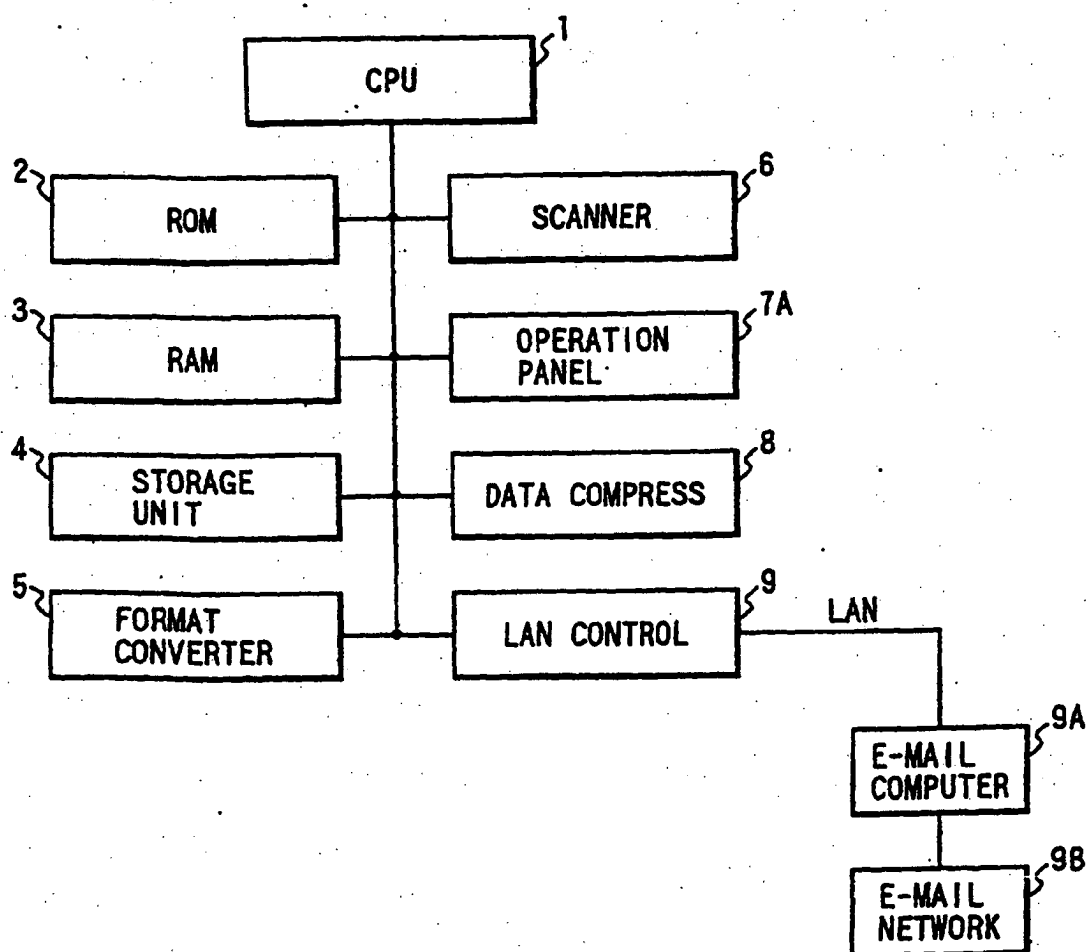 1
CPU
2
ROM
6
SCANNER
3
RAM
7A
OPERATION
PANEL
4
STORAGE
UNIT
8
DATA COMPRESS
5
FORMAT
CONVERTER
9
LAN CONTROL
LAN
9A
E-MAIL
COMPUTER
9B
E-MAIL
NETWORK